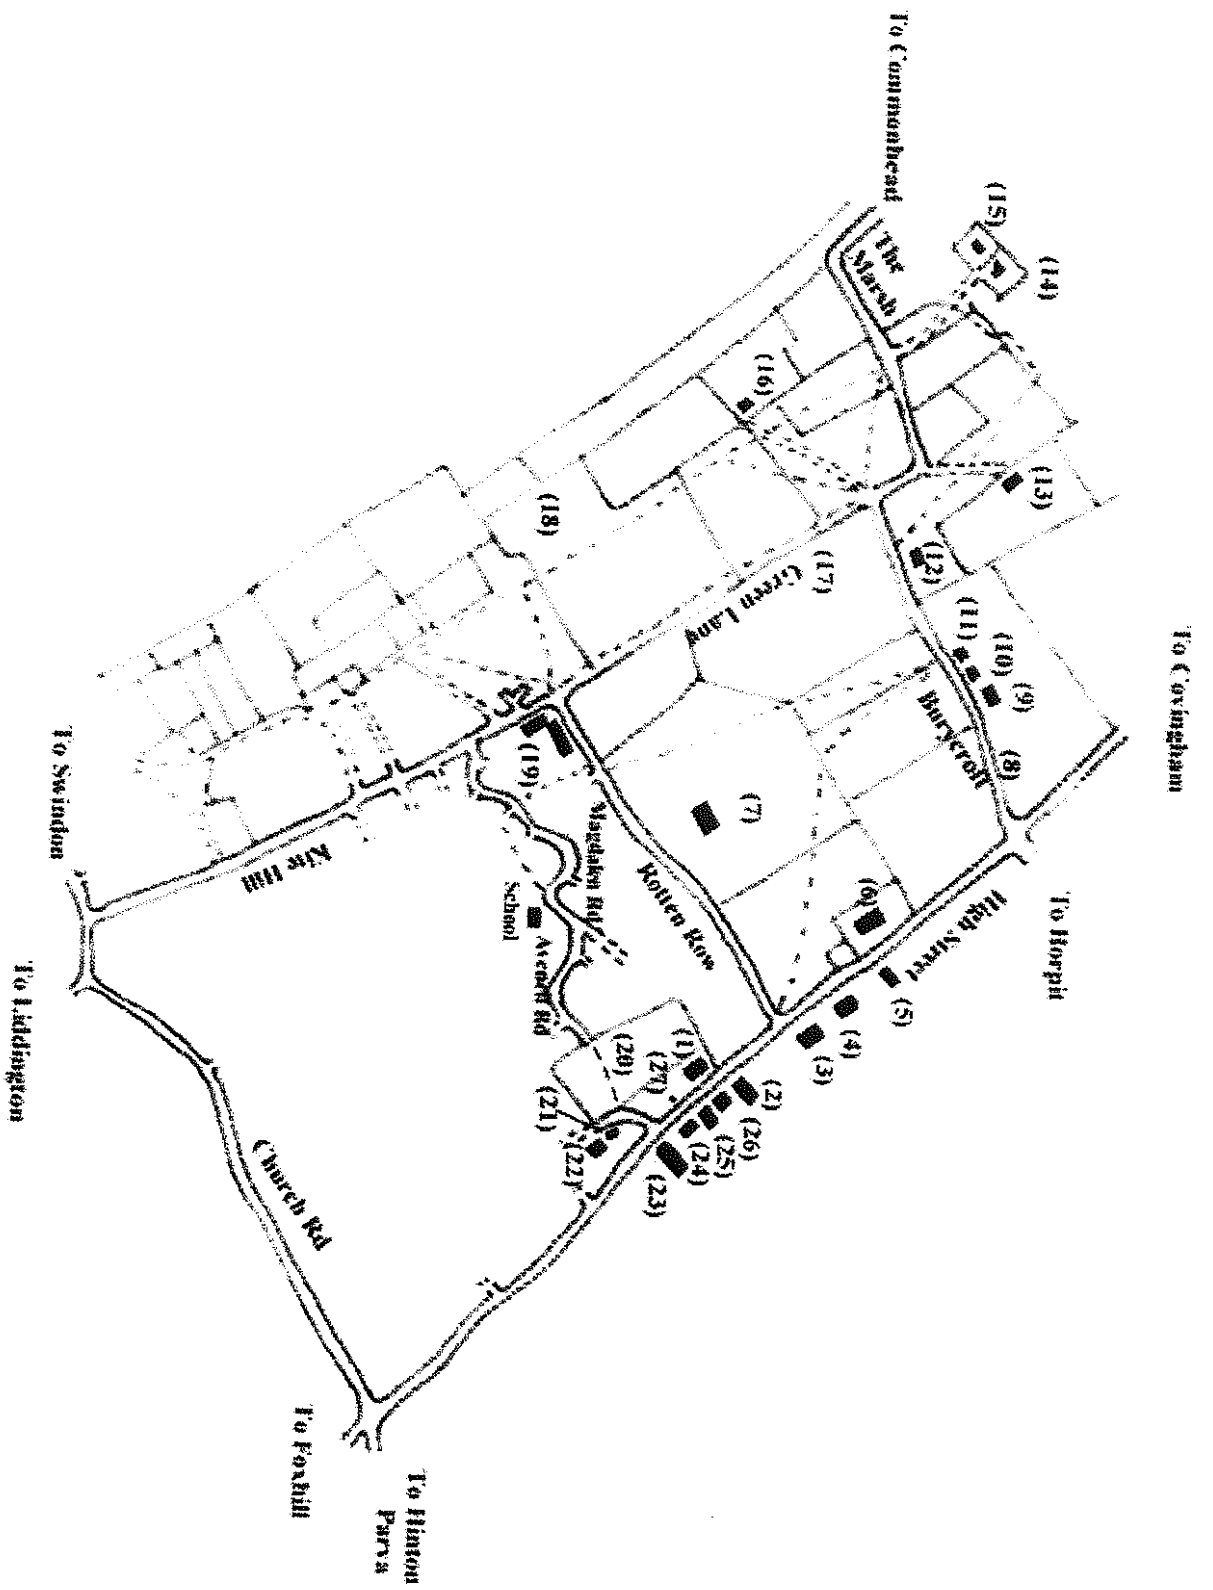 To Commonhead
(15)
(14)
The
Marsh
(16)
(13)
(18)
(12)
(17)
Green Lane
(11)
(10)
(9)
Burycroft
(8)
To Covingham
(19)
(7)
Magdalen Rd
Rotten Row
(6)
High Street
To Horpit
To Swindon
Kite Hill
School
Avenell Rd
(5)
(4)
(3)
(1)
(2)
(20)
(27)
(26)
(25)
(24)
(23)
(21)
(22)
To Liddington
Church Rd
To Foxhill
To Hinton
Parva